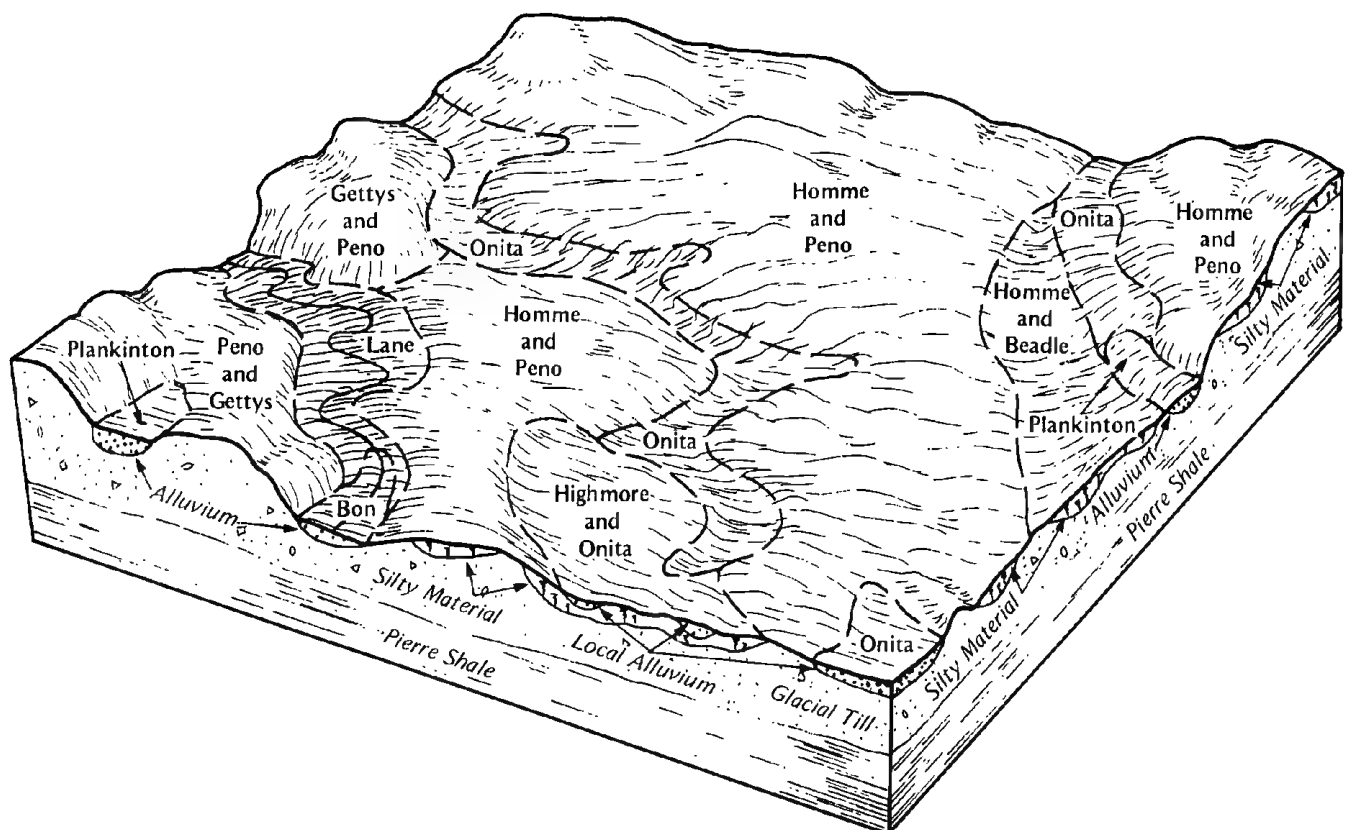 Gettys
and
Peno
Onita
Homme
and
Peno
Onita
Homme
and
Peno
Silty Material
Plankinton
Peno
and
Gettys
Lane
Homme
and
Peno
Homme
and
Beadle
Plankinton
Onita
Alluvium
Bon
Highmore
and
Onita
Silty Material
Pierre Shale
Local Alluvium
Onita
Glacial Till
Silty Material
Alluvium
Pierre Shale